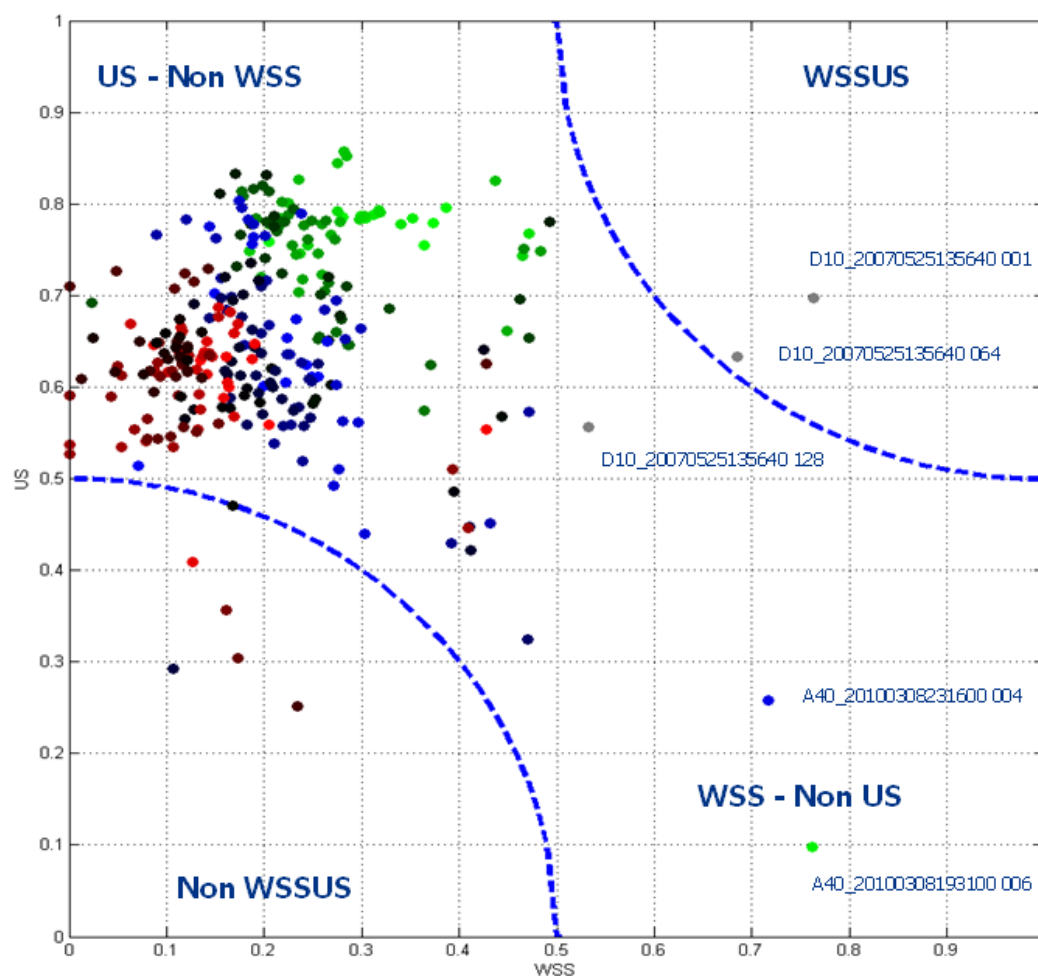 1
US - Non WSS
WSSUS
0.9
0.8
D10_20070525135640 001
0.7
D10_20070525135640 064
0.6
D10_20070525135640 128
US
0.5
0.4
0.3
A40_20100308231600 004
0.2
WSS - Non US
0.1
Non WSSUS
A40_20100308193100 006
0
0 0.1 0.2 0.3 0.4 0.5 0.6 0.7 0.8 0.9
WSS